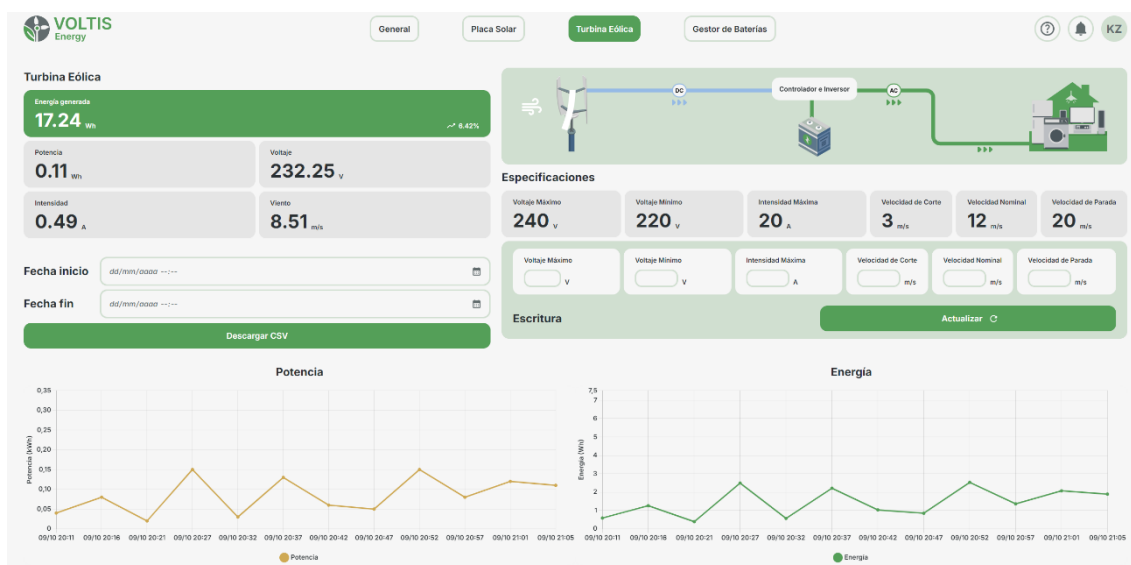 VOLTIS
Energy
General
Placa Solar
Turbina Eólica
Gestor de Baterías
?
KZ
Turbina Eólica
Energía generada
17.24 Wh
6.42%
Potencia
0.11 Wh
Voltaje
232.25 V
Intensidad
0.49 A
Viento
8.51 m/s
Fecha inicio
dd/mm/aaaa --:--
Fecha fin
dd/mm/aaaa --:--
Descargar CSV
DC
Controlador e Inversor
AC
Especificaciones
Voltaje Máximo
240 V
Voltaje Mínimo
220 V
Intensidad Máxima
20 A
Velocidad de Corte
3 m/s
Velocidad Nominal
12 m/s
Velocidad de Parada
20 m/s
Voltaje Máximo
V
Voltaje Mínimo
V
Intensidad Máxima
A
Velocidad de Corte
m/s
Velocidad Nominal
m/s
Velocidad de Parada
m/s
Escritura
Actualizar
Potencia
Potencia (kWh)
0,35
0,30
0,25
0,20
0,15
0,10
0,05
0
09/10 20:11 09/10 20:16 09/10 20:21 09/10 20:27 09/10 20:32 09/10 20:37 09/10 20:42 09/10 20:47 09/10 20:52 09/10 20:57 09/10 21:01 09/10 21:05
Potencia
Energía
Energía (Wh)
7,5
7
6
5
4
3
2
1
0
09/10 20:11 09/10 20:16 09/10 20:21 09/10 20:27 09/10 20:32 09/10 20:37 09/10 20:42 09/10 20:47 09/10 20:52 09/10 20:57 09/10 21:01 09/10 21:05
Energía